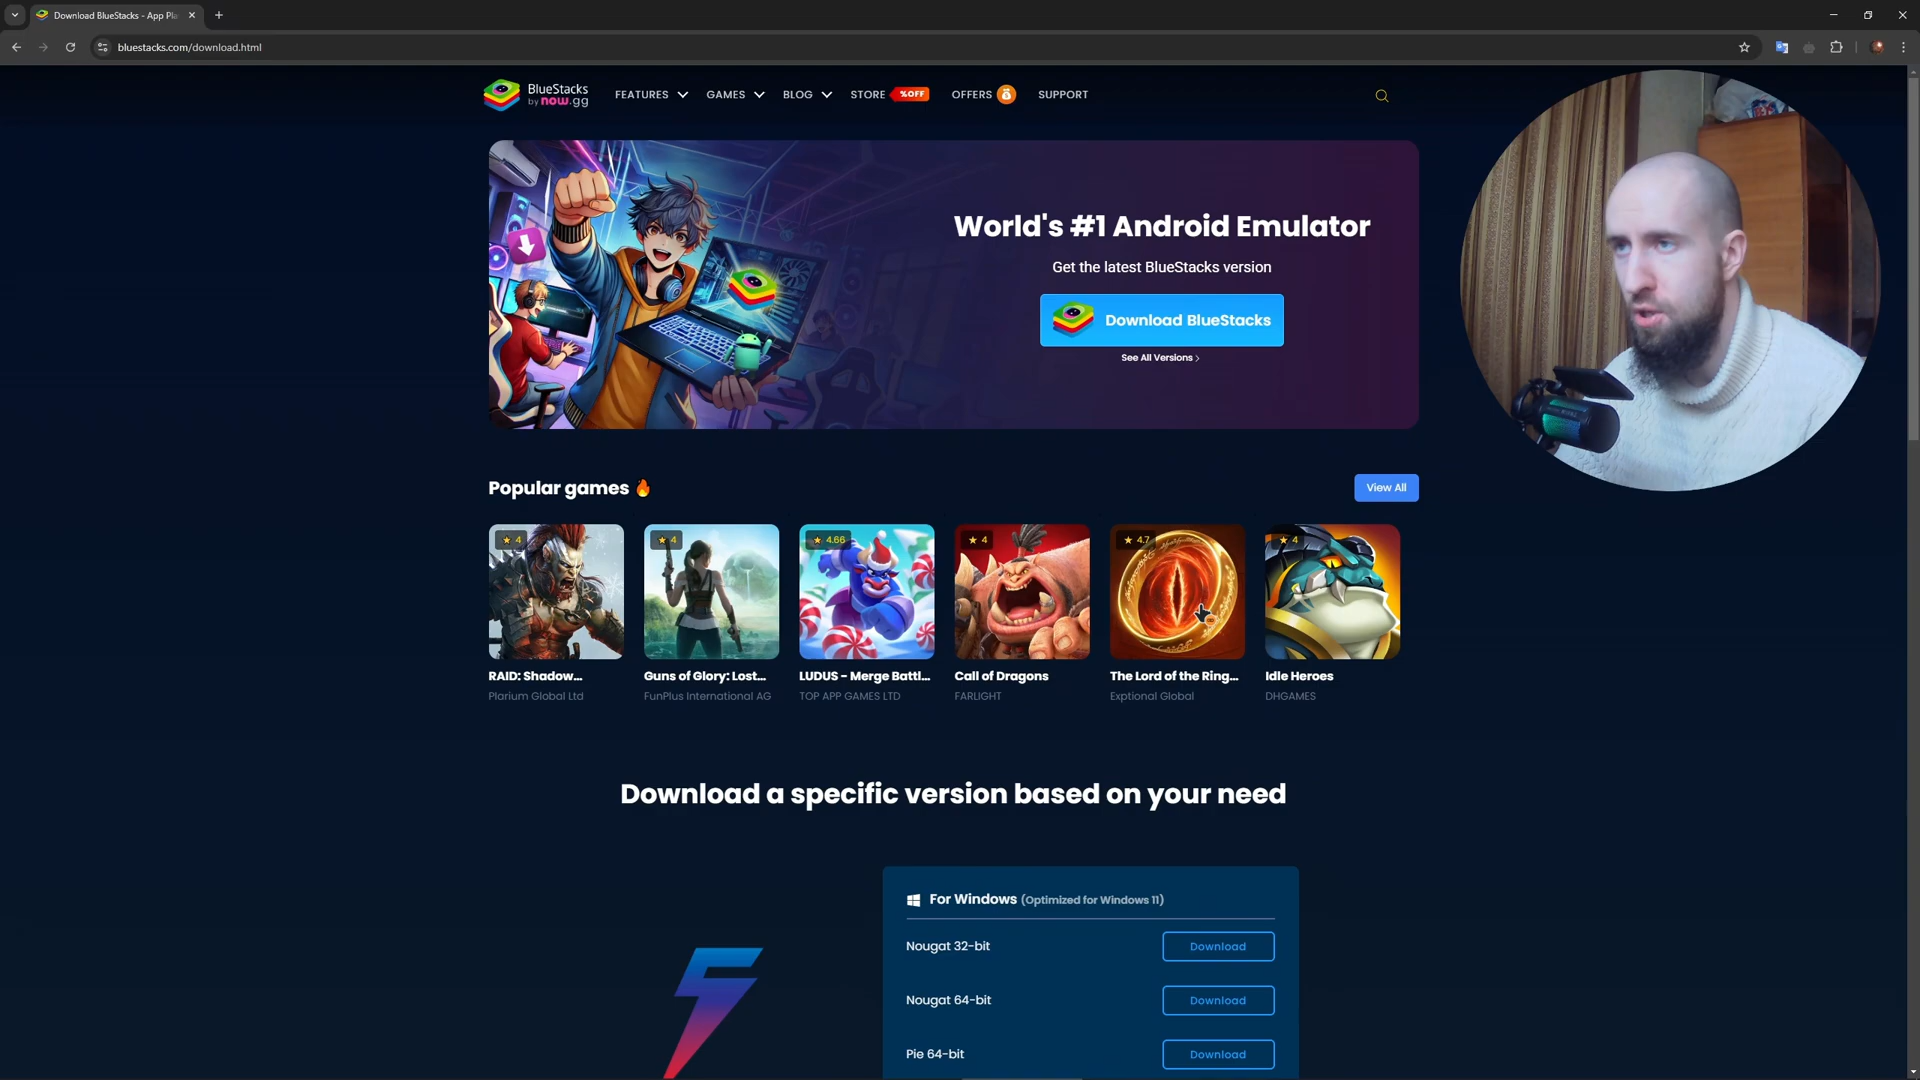 Download BlueStacks - App Pla
bluestacks.com/download.html
BlueStacks
by now.gg
FEATURES
GAMES
BLOG
STORE
%OFF
OFFERS
SUPPORT
World's #1 Android Emulator
Get the latest BlueStacks version
Download BlueStacks
See All Versions
Popular games
View All
4
4
4.66
4
4.7
4
RAID: Shadow...
Guns of Glory: Lost...
LUDUS - Merge Battl...
Call of Dragons
The Lord of the Ring...
Idle Heroes
Plarium Global Ltd
FunPlus International AG
TOP APP GAMES LTD
FARLIGHT
Exptional Global
DHGAMES
Download a specific version based on your need
For Windows (Optimized for Windows 11)
Nougat 32-bit
Download
Nougat 64-bit
Download
Pie 64-bit
Download